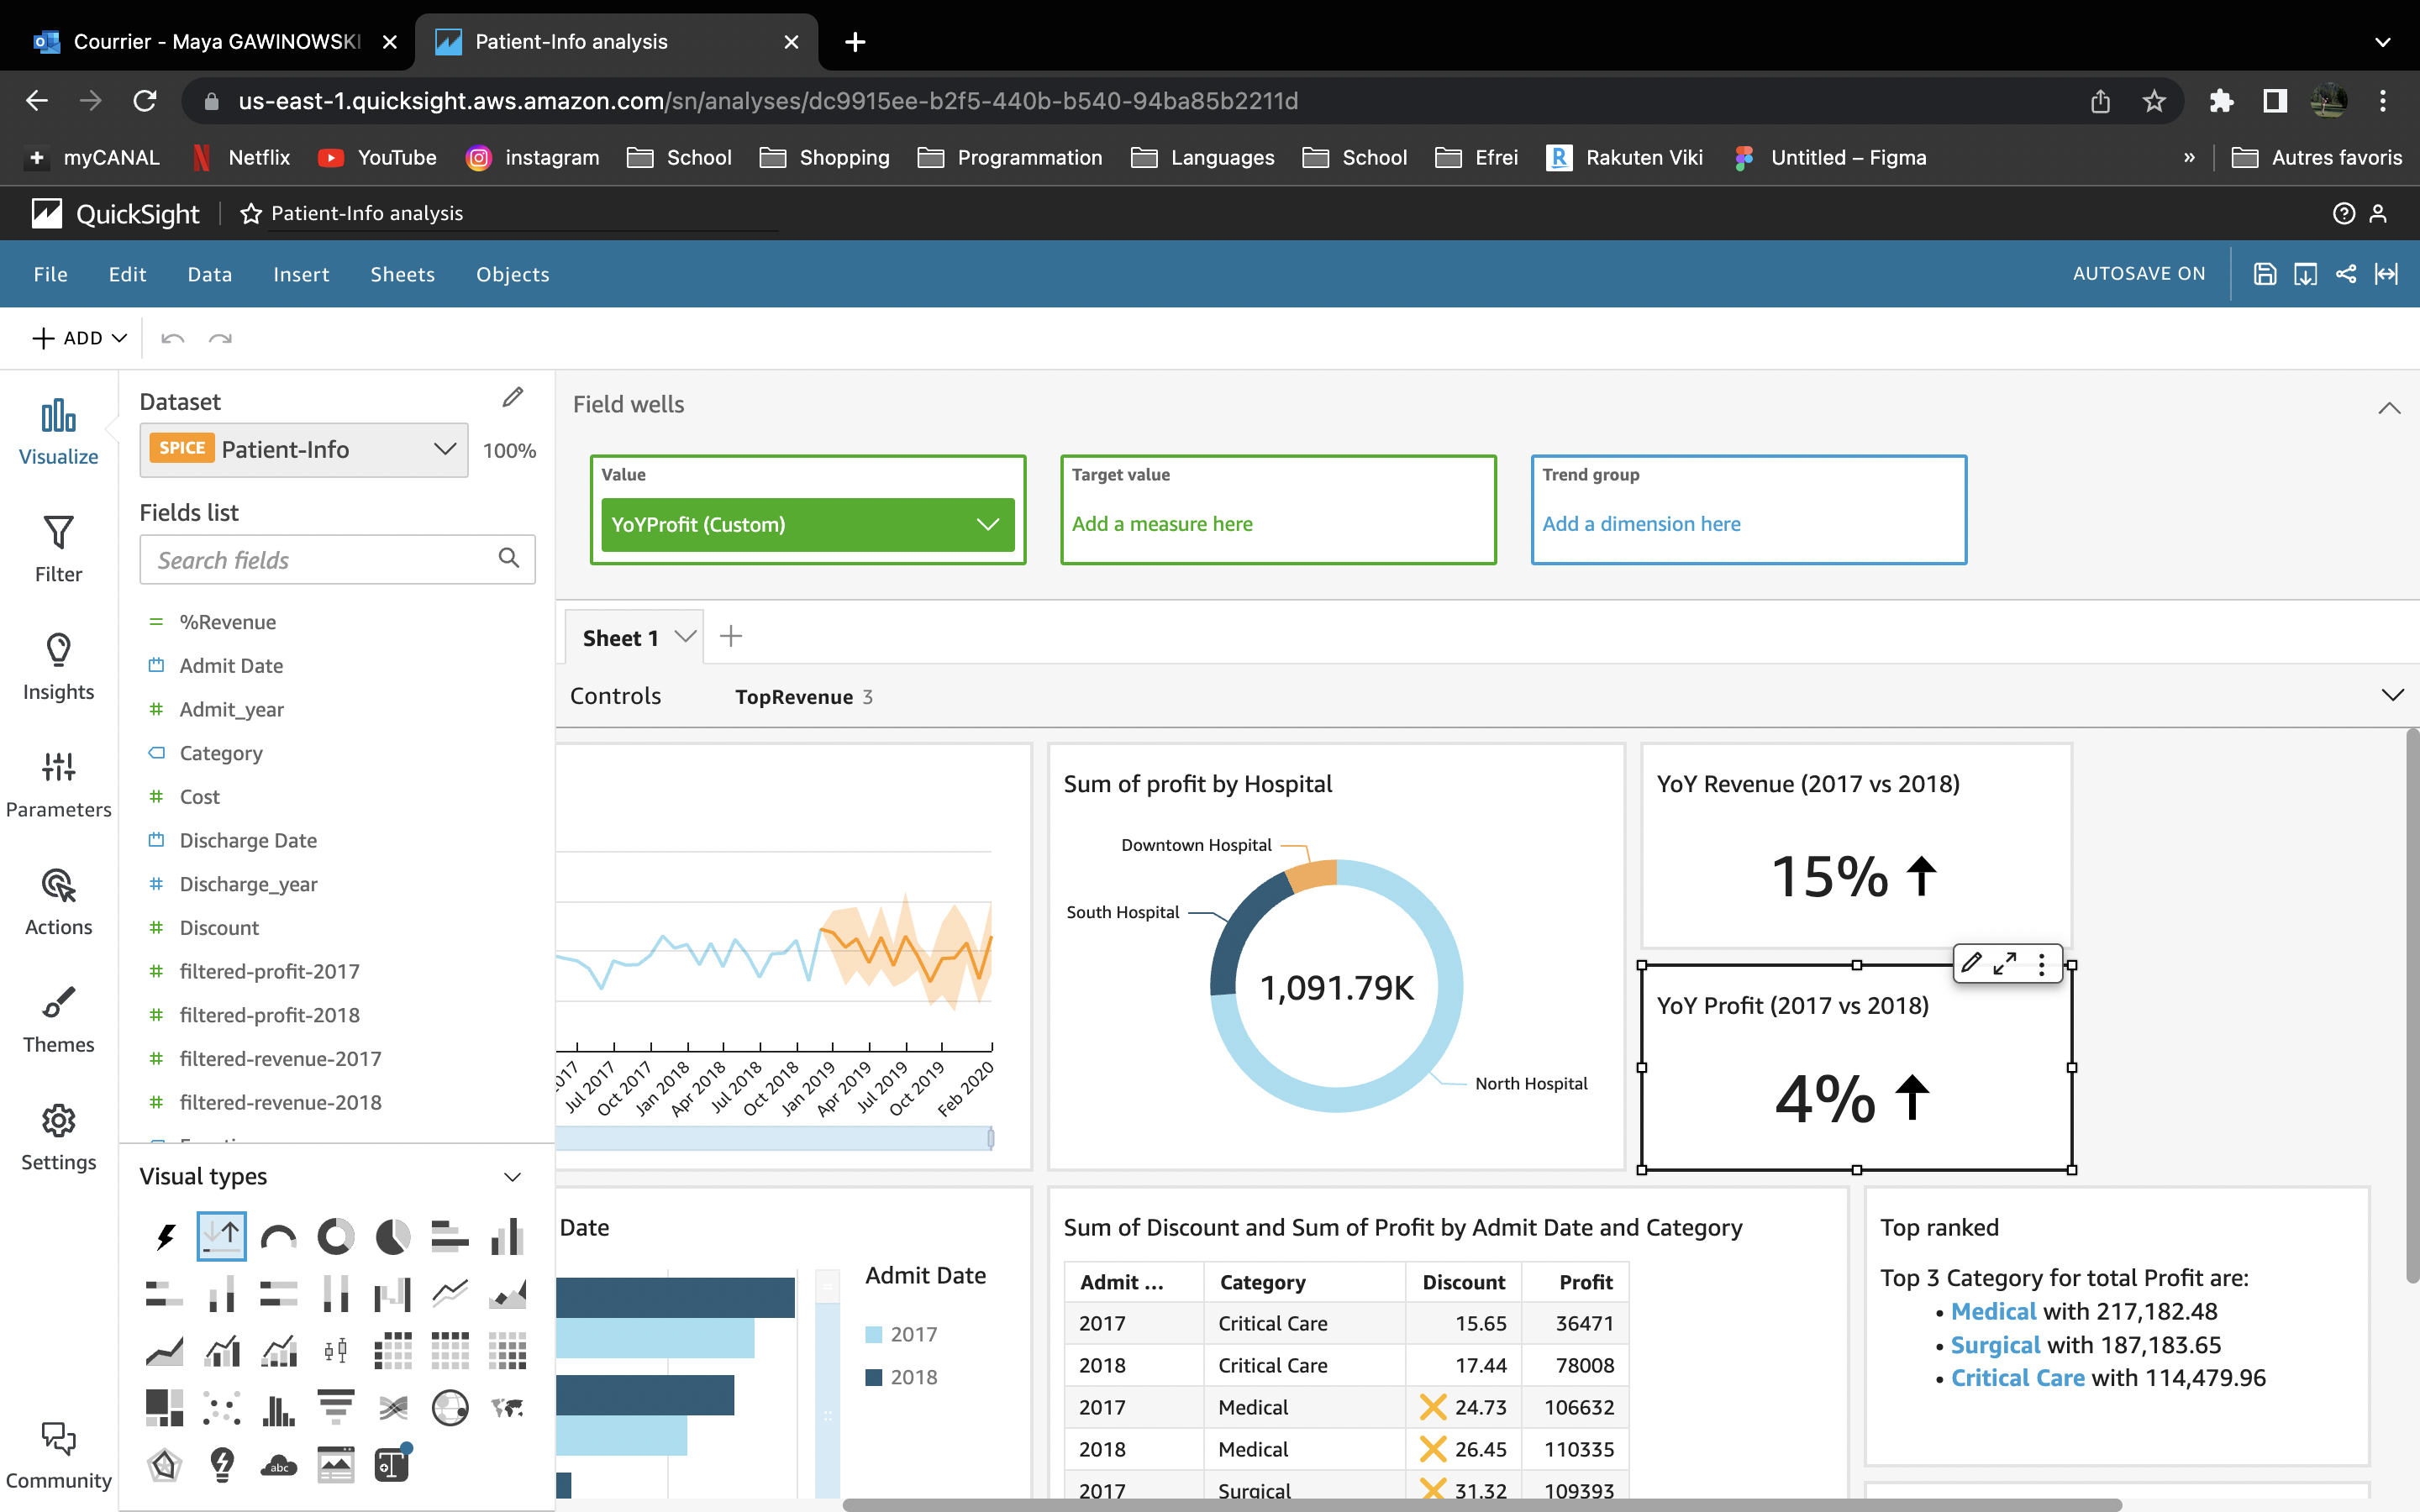 Courrier - Maya GAWINOWSKI
Patient-Info analysis
us-east-1.quicksight.aws.amazon.com/sn/analyses/dc9915ee-b2f5-440b-b540-94ba85b2211d
myCANAL
Netflix
YouTube
instagram
School
Shopping
Programmation
Languages
School
Efrei
Rakuten Viki
Untitled – Figma
»
Autres favoris
QuickSight
Patient-Info analysis
File
Edit
Data
Insert
Sheets
Objects
AUTOSAVE ON
ADD
Visualize
Filter
Insights
Parameters
Actions
Themes
Settings
Community
Dataset
SPICE Patient-Info
100%
Fields list
Search fields
%Revenue
Admit Date
Admit_year
Category
Cost
Discharge Date
Discharge_year
Discount
filtered-profit-2017
filtered-profit-2018
filtered-revenue-2017
filtered-revenue-2018
Visual types
abc
Field wells
Value
YoYProfit (Custom)
Target value
Add a measure here
Trend group
Add a dimension here
Sheet 1
Controls
TopRevenue 3
2017
Jul 2017
Oct 2017
Jan 2018
Apr 2018
Jul 2018
Oct 2018
Jan 2019
Apr 2019
Jul 2019
Oct 2019
Feb 2020
Sum of profit by Hospital
Downtown Hospital
South Hospital
1,091.79K
North Hospital
YoY Revenue (2017 vs 2018)
15%
YoY Profit (2017 vs 2018)
4%
Date
Admit Date
2017
2018
Sum of Discount and Sum of Profit by Admit Date and Category
Admit ... Category Discount Profit
2017 Critical Care 15.65 36471
2018 Critical Care 17.44 78008
2017 Medical 24.73 106632
2018 Medical 26.45 110335
2017 Surgical 31.32 109393
Top ranked
Top 3 Category for total Profit are:
• Medical with 217,182.48
• Surgical with 187,183.65
• Critical Care with 114,479.96